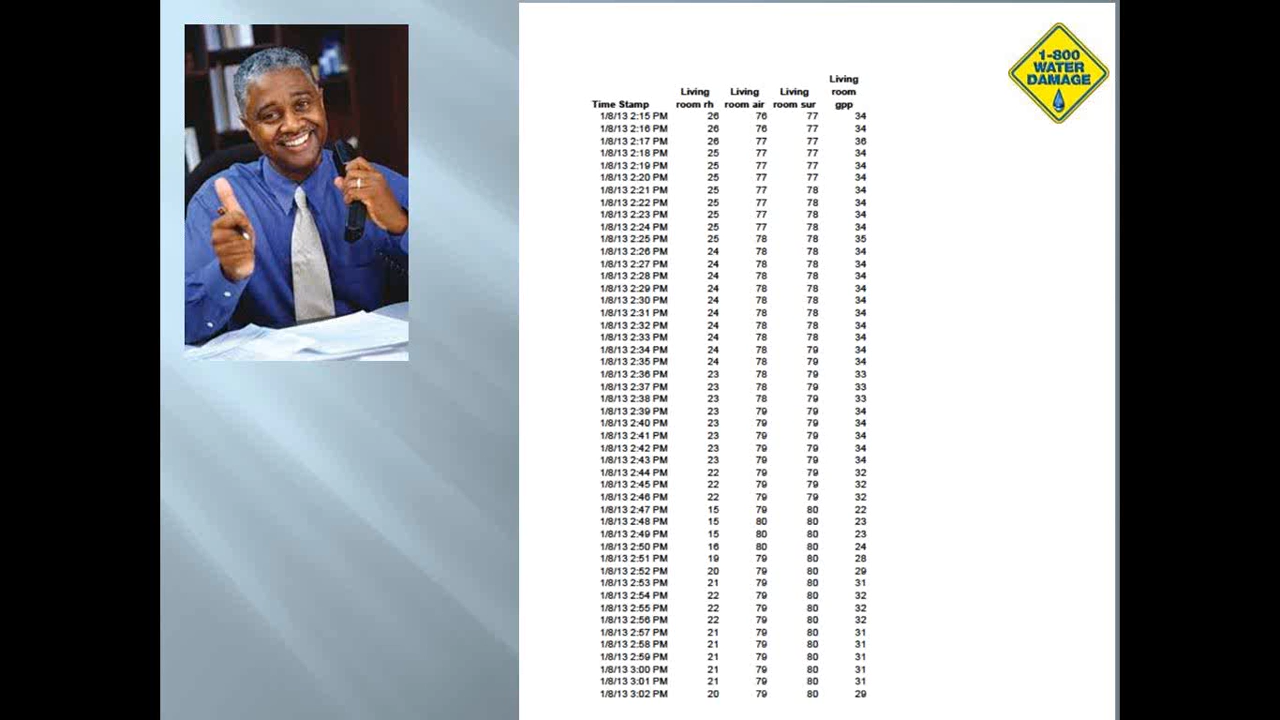 1-800
WATER
DAMAGE
Living
Living Living Living room
Time Stamp room rh room air room sur gpp
1/8/13 2:15 PM 26 76 77 34
1/8/13 2:16 PM 26 76 77 34
1/8/13 2:17 PM 26 77 77 36
1/8/13 2:18 PM 25 77 77 34
1/8/13 2:19 PM 25 77 77 34
1/8/13 2:20 PM 25 77 77 34
1/8/13 2:21 PM 25 77 78 34
1/8/13 2:22 PM 25 77 78 34
1/8/13 2:23 PM 25 77 78 34
1/8/13 2:24 PM 25 77 78 34
1/8/13 2:25 PM 25 78 78 35
1/8/13 2:26 PM 24 78 78 34
1/8/13 2:27 PM 24 78 78 34
1/8/13 2:28 PM 24 78 78 34
1/8/13 2:29 PM 24 78 78 34
1/8/13 2:30 PM 24 78 78 34
1/8/13 2:31 PM 24 78 78 34
1/8/13 2:32 PM 24 78 78 34
1/8/13 2:33 PM 24 78 78 34
1/8/13 2:34 PM 24 78 79 34
1/8/13 2:35 PM 24 78 79 34
1/8/13 2:36 PM 23 78 79 33
1/8/13 2:37 PM 23 78 79 33
1/8/13 2:38 PM 23 78 79 33
1/8/13 2:39 PM 23 79 79 34
1/8/13 2:40 PM 23 79 79 34
1/8/13 2:41 PM 23 79 79 34
1/8/13 2:42 PM 23 79 79 34
1/8/13 2:43 PM 23 79 79 34
1/8/13 2:44 PM 22 79 79 32
1/8/13 2:45 PM 22 79 79 32
1/8/13 2:46 PM 22 79 79 32
1/8/13 2:47 PM 15 79 80 22
1/8/13 2:48 PM 15 80 80 23
1/8/13 2:49 PM 15 80 80 23
1/8/13 2:50 PM 16 80 80 24
1/8/13 2:51 PM 19 79 80 28
1/8/13 2:52 PM 20 79 80 29
1/8/13 2:53 PM 21 79 80 31
1/8/13 2:54 PM 22 79 80 32
1/8/13 2:55 PM 22 79 80 32
1/8/13 2:56 PM 22 79 80 32
1/8/13 2:57 PM 21 79 80 31
1/8/13 2:58 PM 21 79 80 31
1/8/13 2:59 PM 21 79 80 31
1/8/13 3:00 PM 21 79 80 31
1/8/13 3:01 PM 21 79 80 31
1/8/13 3:02 PM 20 79 80 29